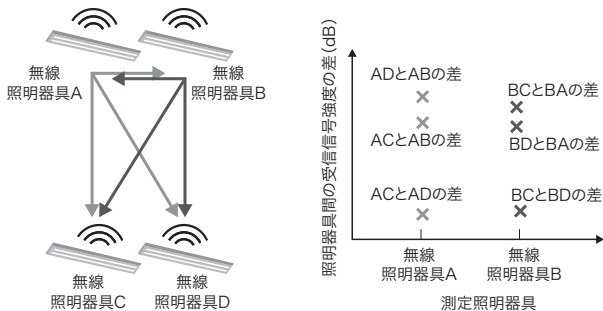 無線
照明器具A
無線
照明器具B
無線
照明器具C
無線
照明器具D
照明器具間の受信信号強度の差(dB)
ADとABの差
ACとABの差
ACとADの差
BCとBAの差
BDとBAの差
BCとBDの差
無線
照明器具A
無線
照明器具B
測定照明器具